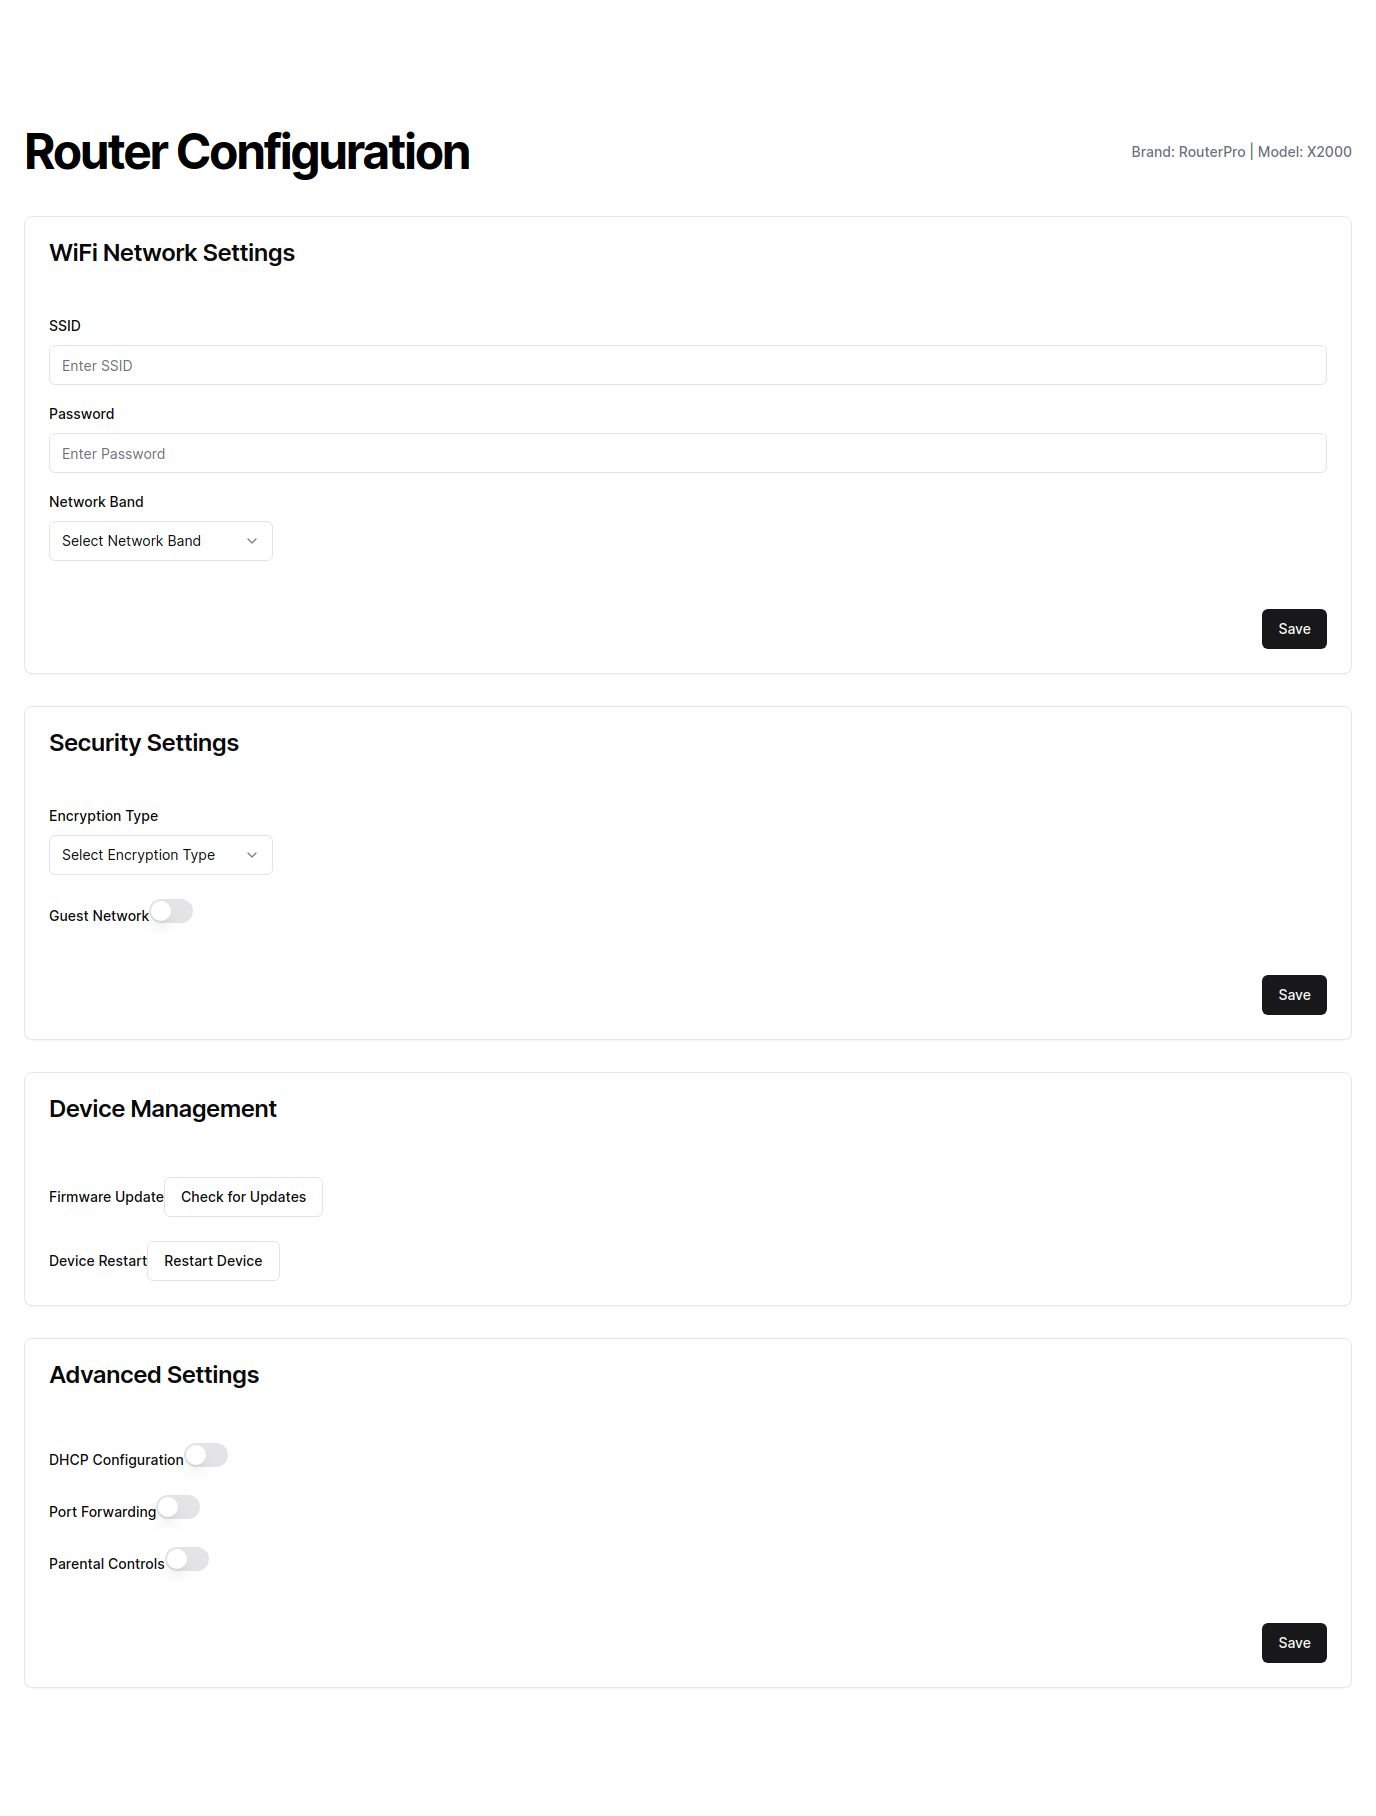 Router Configuration
Brand: RouterPro | Model: X2000
WiFi Network Settings
SSID
Enter SSID
Password
Enter Password
Network Band
Select Network Band
Save
Security Settings
Encryption Type
Select Encryption Type
Guest Network
Save
Device Management
Firmware Update Check for Updates
Device Restart Restart Device
Advanced Settings
DHCP Configuration
Port Forwarding
Parental Controls
Save